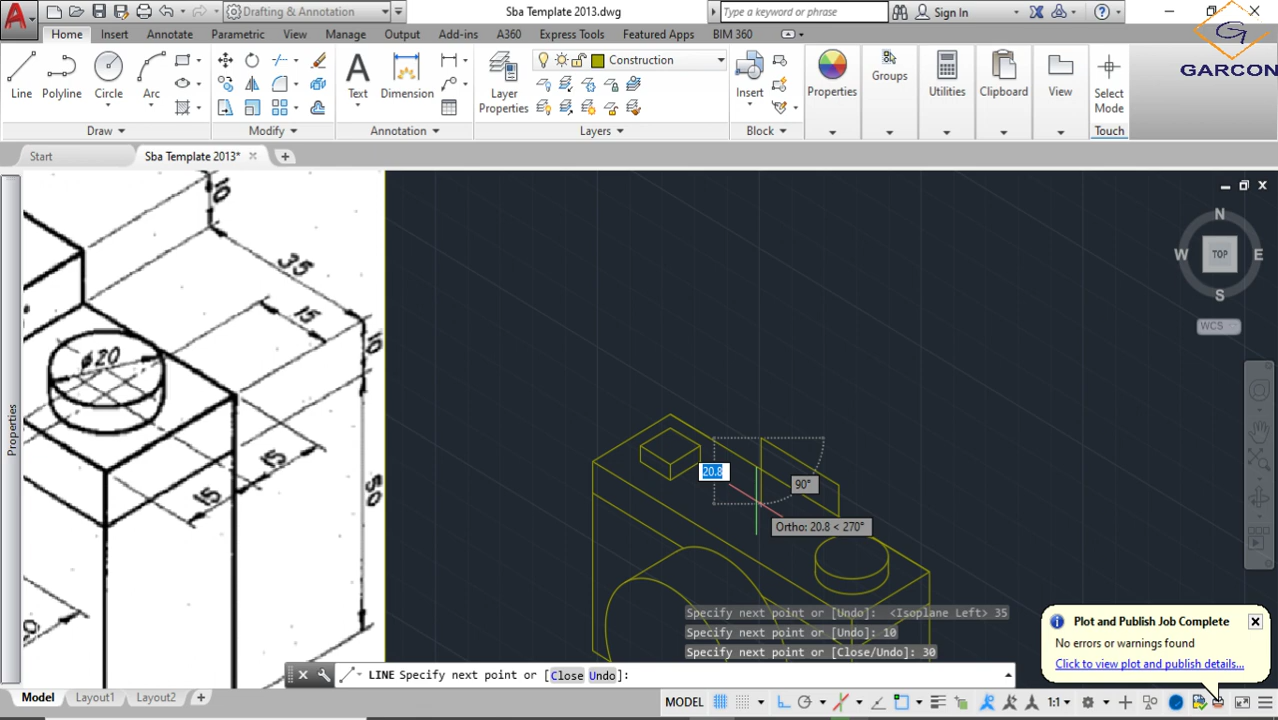 Drafting & Annotation
Sba Template 2013.dwg
Type a keyword or phrase
Sign In
GARCON
Home Insert Annotate Parametric View Manage Output Add-ins A360 Express Tools Featured Apps BIM 360
Construction
Line Polyline Circle Arc Text Dimension Layer Properties Insert Properties Groups Utilities Clipboard View Select Mode
Draw Modify Annotation Layers Block Touch
Start Sba Template 2013*
10
35
15
10
ϕ20
15
15
50
N
W TOP E
S
WCS
Properties
20.8
90°
Ortho: 20.8 < 270°
Specify next point or [Undo]: <Isoplane Left> 35
Specify next point or [Undo]: 10
Specify next point or [Close/Undo]: 30
LINE Specify next point or [Close Undo]:
Plot and Publish Job Complete
No errors or warnings found
Click to view plot and publish details...
Model Layout1 Layout2
MODEL 1:1